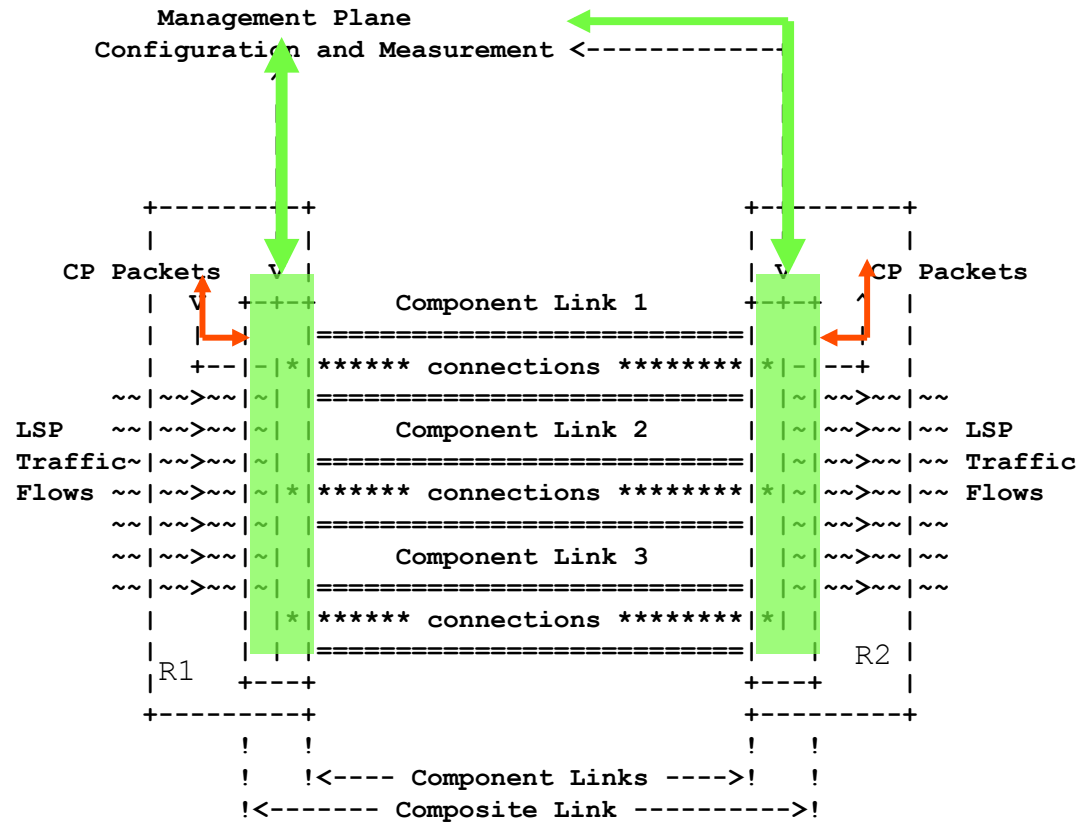 Management Plane
Configuration and Measurement <------------+
^
+---------+ +---------+
| | | |
CP Packets V | | V CP Packets
| V +-+-+ Component Link 1 +-+-+ ^ |
| | | |=========================== | | |
| +--|-|*|****** connections ********|*|-|--+ |
~~|~~>~~|~| |===========================| |~|~~>~~|~~
LSP ~~|~~>~~|~| | Component Link 2 | |~|~~>~~|~~ LSP
Traffic~|~~>~~|~| |===========================| |~|~~>~~|~~ Traffic
Flows ~~|~~>~~|~|*|****** connections ********|*|~|~~>~~|~~ Flows
~~|~~>~~|~| |===========================| |~|~~>~~|~~
~~|~~>~~|~| | Component Link 3 | |~|~~>~~|~~
~~|~~>~~|~| |===========================| |~|~~>~~|~~
| | |*|****** connections ********|*| | |
| | | |===========================| | |
|R1 +---+ +---+ R2 |
+---------+ +---------+
! ! ! !
! !<---- Component Links ---->! !
!<------- Composite Link ---------->!